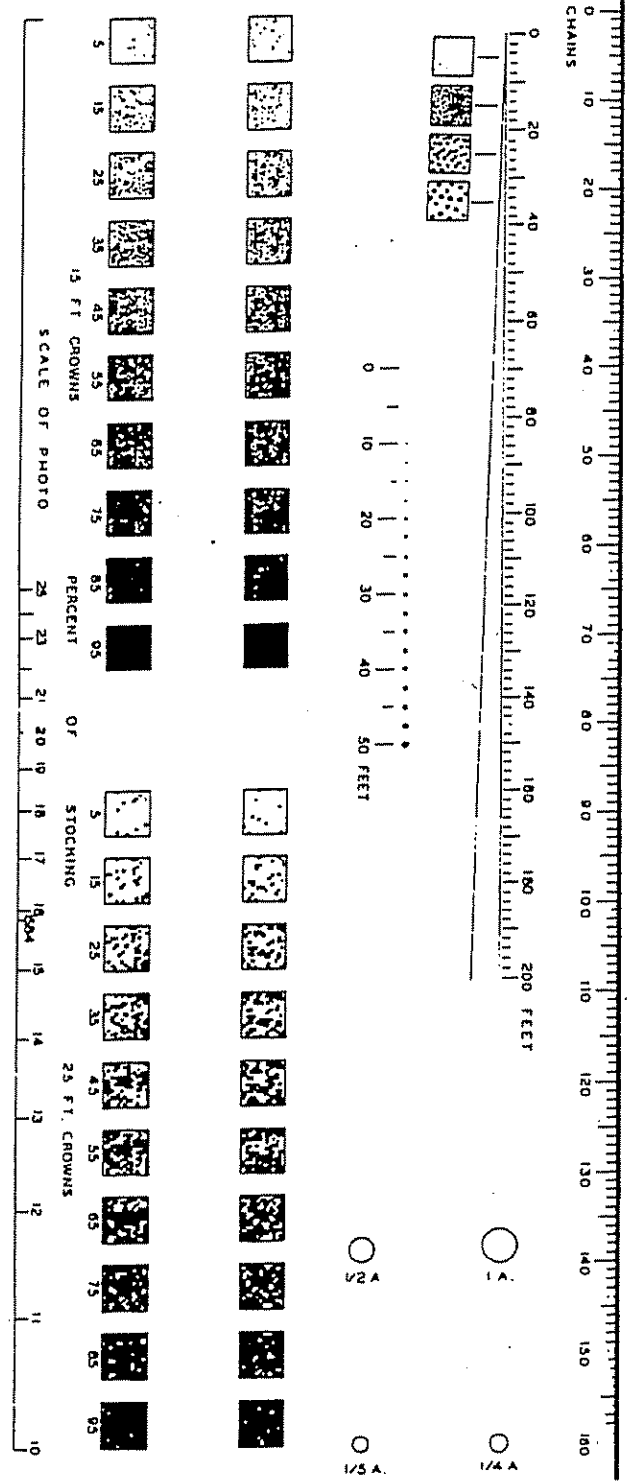 CHAINS
0 10 20 30 40 50 60 70 80 90 100 110 120 130 140 150 160
0 20 40 60 80 100 120 140 160 180 200 FEET
1 A.
1/4 A
0 10 20 30 40 50 FEET
1/2 A
1/5 A.
5 15 25 35 45 55 65 75 85 95
5 15 25 35 45 55 65 75 85 95
15 FT CROWNS
PERCENT OF STOCKING
25 FT. CROWNS
SCALE OF PHOTO
25 23 21 20 19 18 17 16 15 14 13 12 11 10